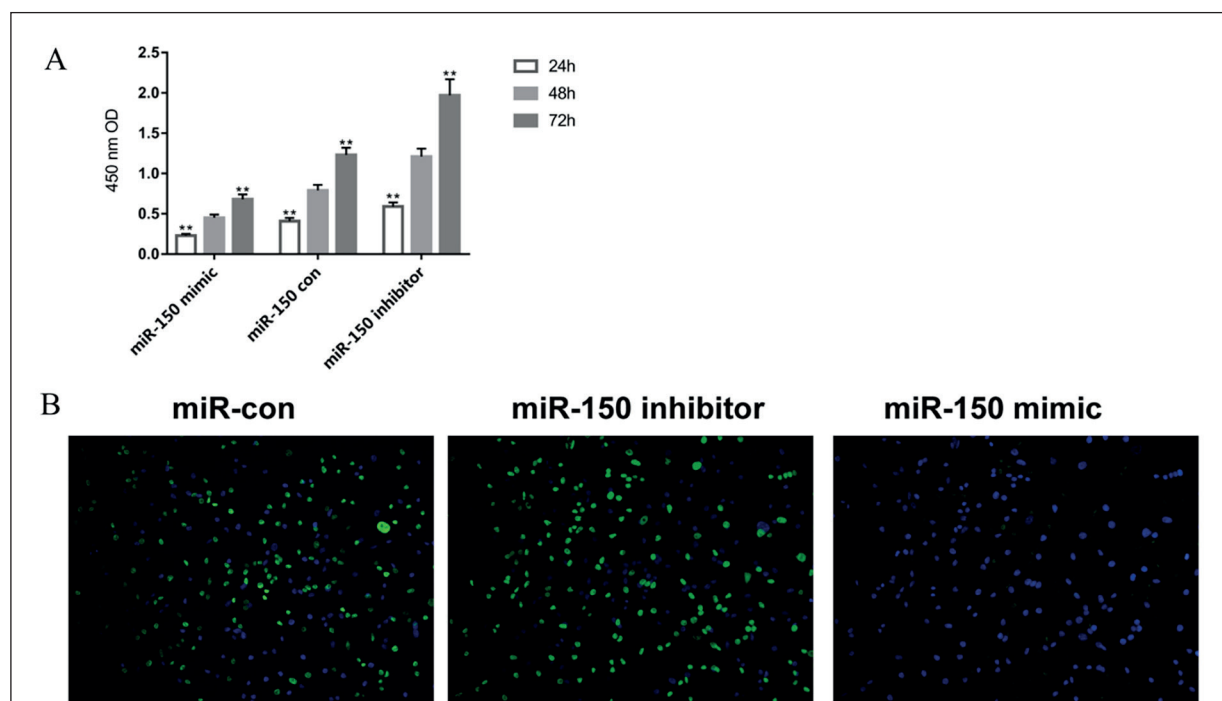 A
450 nm OD
2.5
2.0
1.5
1.0
0.5
0.0
**
**
**
**
**
**
miR-150 mimic
miR-150 con
miR-150 inhibitor
24h
48h
72h
B
miR-con
miR-150 inhibitor
miR-150 mimic